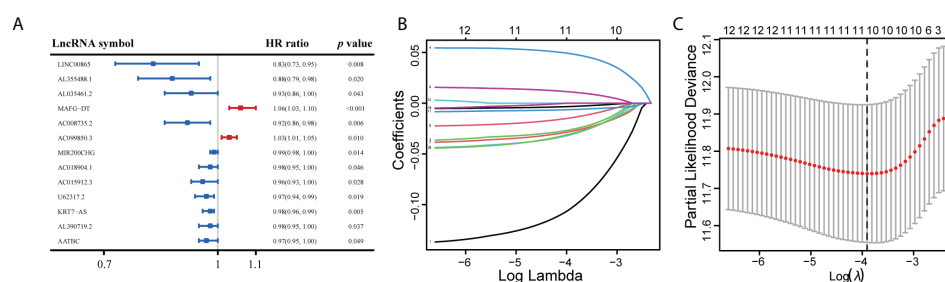 A
LncRNA symbol HR ratio p value
LINC00865 0.83(0.73, 0.95) 0.008
AL355488.1 0.88(0.79, 0.98) 0.020
AL035461.2 0.93(0.86, 1.00) 0.043
MAFG−DT 1.06(1.03, 1.10) <0.001
AC008735.2 0.92(0.86, 0.98) 0.006
AC099850.3 1.03(1.01, 1.05) 0.010
MIR200CHG 0.99(0.98, 1.00) 0.014
AC018904.1 0.98(0.95, 1.00) 0.046
AC015912.3 0.96(0.93, 1.00) 0.028
U62317.2 0.97(0.94, 0.99) 0.019
KRT7−AS 0.98(0.96, 0.99) 0.005
AL390719.2 0.98(0.95, 1.00) 0.037
AATBC 0.97(0.95, 1.00) 0.049
0.7 1 1.1
B
12 12 11 11 10
0.05
0.00
−0.05
−0.10
Coefficients
−6 −5 −4 −3
Log Lambda
C
12 12 11 11 11 11 11 10 10 10 10 6 3
12.1
12.0
11.9
11.8
11.7
11.6
Partial Likelihood Deviance
−6 −5 −4 −3
Log(λ)